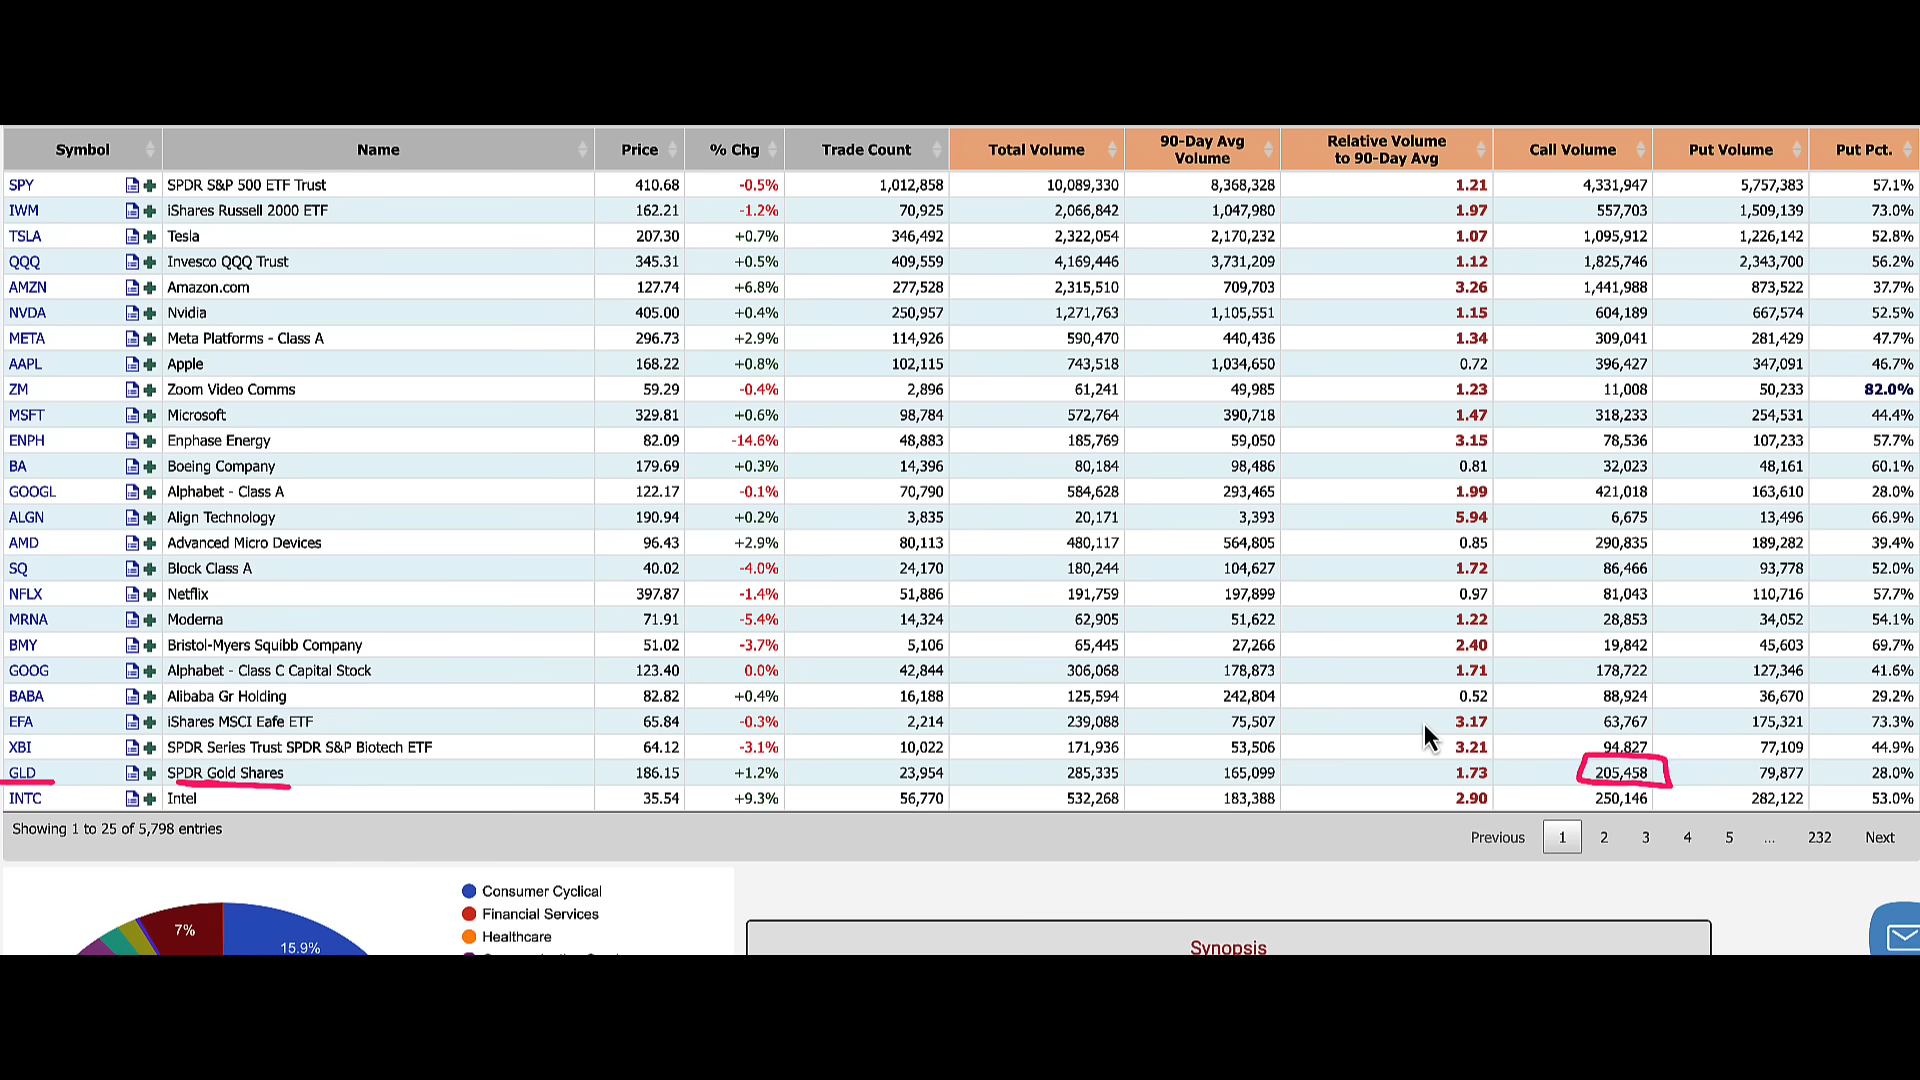 Symbol Name Price % Chg Trade Count Total Volume 90-Day Avg Volume Relative Volume to 90-Day Avg Call Volume Put Volume Put Pct.
SPY SPDR S&P 500 ETF Trust 410.68 -0.5% 1,012,858 10,089,330 8,368,328 1.21 4,331,947 5,757,383 57.1%
IWM iShares Russell 2000 ETF 162.21 -1.2% 70,925 2,066,842 1,047,980 1.97 557,703 1,509,139 73.0%
TSLA Tesla 207.30 +0.7% 346,492 2,322,054 2,170,232 1.07 1,095,912 1,226,142 52.8%
QQQ Invesco QQQ Trust 345.31 +0.5% 409,559 4,169,446 3,731,209 1.12 1,825,746 2,343,700 56.2%
AMZN Amazon.com 127.74 +6.8% 277,528 2,315,510 709,703 3.26 1,441,988 873,522 37.7%
NVDA Nvidia 405.00 +0.4% 250,957 1,271,763 1,105,551 1.15 604,189 667,574 52.5%
META Meta Platforms - Class A 296.73 +2.9% 114,926 590,470 440,436 1.34 309,041 281,429 47.7%
AAPL Apple 168.22 +0.8% 102,115 743,518 1,034,650 0.72 396,427 347,091 46.7%
ZM Zoom Video Comms 59.29 -0.4% 2,896 61,241 49,985 1.23 11,008 50,233 82.0%
MSFT Microsoft 329.81 +0.6% 98,784 572,764 390,718 1.47 318,233 254,531 44.4%
ENPH Enphase Energy 82.09 -14.6% 48,883 185,769 59,050 3.15 78,536 107,233 57.7%
BA Boeing Company 179.69 +0.3% 14,396 80,184 98,486 0.81 32,023 48,161 60.1%
GOOGL Alphabet - Class A 122.17 -0.1% 70,790 584,628 293,465 1.99 421,018 163,610 28.0%
ALGN Align Technology 190.94 +0.2% 3,835 20,171 3,393 5.94 6,675 13,496 66.9%
AMD Advanced Micro Devices 96.43 +2.9% 80,113 480,117 564,805 0.85 290,835 189,282 39.4%
SQ Block Class A 40.02 -4.0% 24,170 180,244 104,627 1.72 86,466 93,778 52.0%
NFLX Netflix 397.87 -1.4% 51,886 191,759 197,899 0.97 81,043 110,716 57.7%
MRNA Moderna 71.91 -5.4% 14,324 62,905 51,622 1.22 28,853 34,052 54.1%
BMY Bristol-Myers Squibb Company 51.02 -3.7% 5,106 65,445 27,266 2.40 19,842 45,603 69.7%
GOOG Alphabet - Class C Capital Stock 123.40 0.0% 42,844 306,068 178,873 1.71 178,722 127,346 41.6%
BABA Alibaba Gr Holding 82.82 +0.4% 16,188 125,594 242,804 0.52 88,924 36,670 29.2%
EFA iShares MSCI Eafe ETF 65.84 -0.3% 2,214 239,088 75,507 3.17 63,767 175,321 73.3%
XBI SPDR Series Trust SPDR S&P Biotech ETF 64.12 -3.1% 10,022 171,936 53,506 3.21 94,827 77,109 44.9%
GLD SPDR Gold Shares 186.15 +1.2% 23,954 285,335 165,099 1.73 205,458 79,877 28.0%
INTC Intel 35.54 +9.3% 56,770 532,268 183,388 2.90 250,146 282,122 53.0%
Showing 1 to 25 of 5,798 entries
Previous 1 2 3 4 5 ... 232 Next
7%
15.9%
Consumer Cyclical
Financial Services
Healthcare
Synopsis